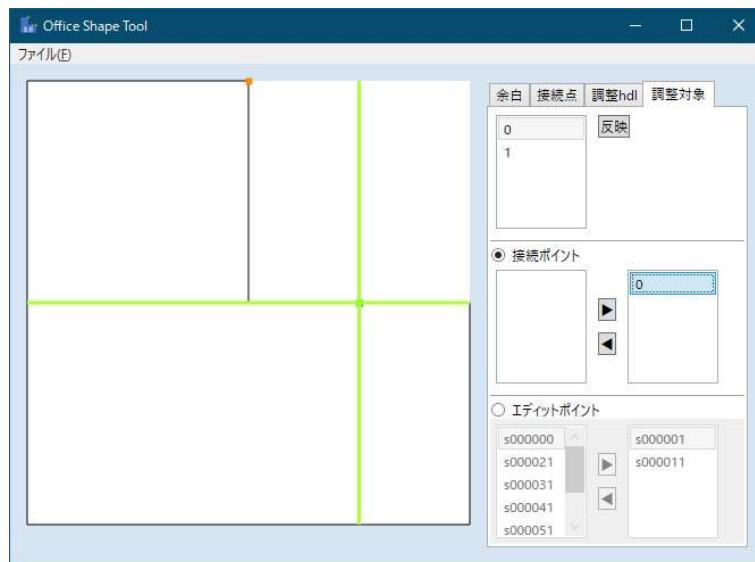 Office Shape Tool
ファイル(F)
余白 接続点 調整hdl 調整対象
0
1
反映
接続ポイント
0
エディットポイント
s000000
s000021
s000031
s000041
s000051
s000001
s000011